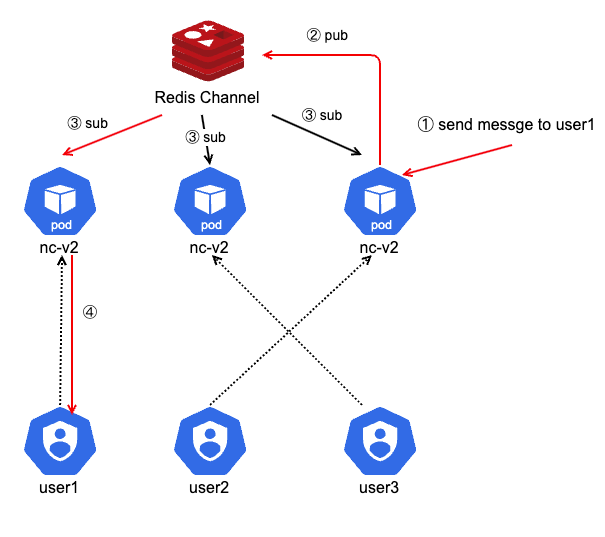 ② pub
Redis Channel
③ sub
③ sub
③ sub
① send messge to user1
pod
pod
pod
nc-v2
nc-v2
nc-v2
④
user1
user2
user3